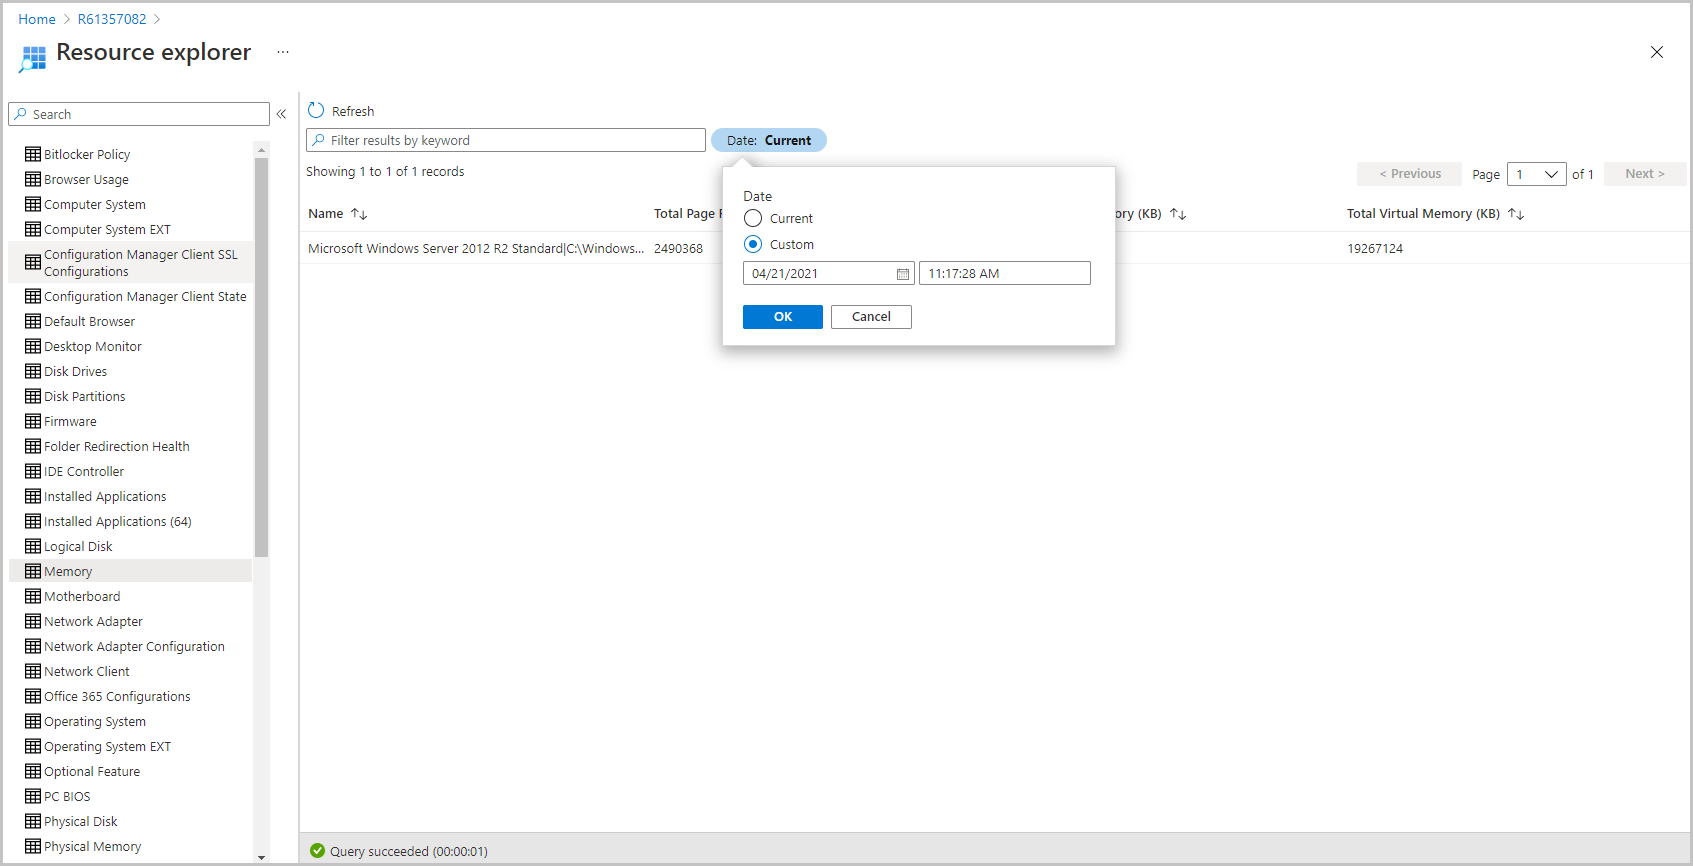 Home > R61357082 >
Resource explorer ...
Search «
Bitlocker Policy
Browser Usage
Computer System
Computer System EXT
Configuration Manager Client SSL
Configurations
Configuration Manager Client State
Default Browser
Desktop Monitor
Disk Drives
Disk Partitions
Firmware
Folder Redirection Health
IDE Controller
Installed Applications
Installed Applications (64)
Logical Disk
Memory
Motherboard
Network Adapter
Network Adapter Configuration
Network Client
Office 365 Configurations
Operating System
Operating System EXT
Optional Feature
PC BIOS
Physical Disk
Physical Memory
Refresh
Filter results by keyword Date: Current
Showing 1 to 1 of 1 records < Previous Page 1 of 1 Next >
Name ↑↓ Total Page ory (KB) ↑↓ Total Virtual Memory (KB) ↑↓
Microsoft Windows Server 2012 R2 Standard|C:\Windows... 2490368 19267124
Date
Current
Custom
04/21/2021 11:17:28 AM
OK Cancel
Query succeeded (00:00:01)